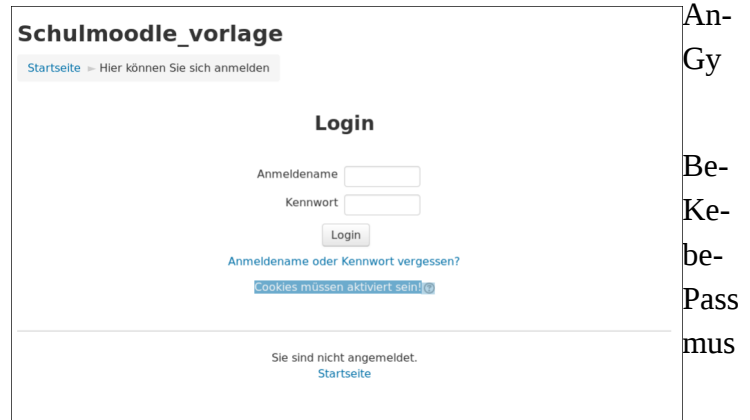 Schulmoodle_vorlage
Startseite ► Hier können Sie sich anmelden
Login
Anmeldename
Kennwort
Login
Anmeldename oder Kennwort vergessen?
Cookies müssen aktiviert sein!
Sie sind nicht angemeldet.
Startseite
An-
Gy
Be-
Ke-
be-
Pass
mus